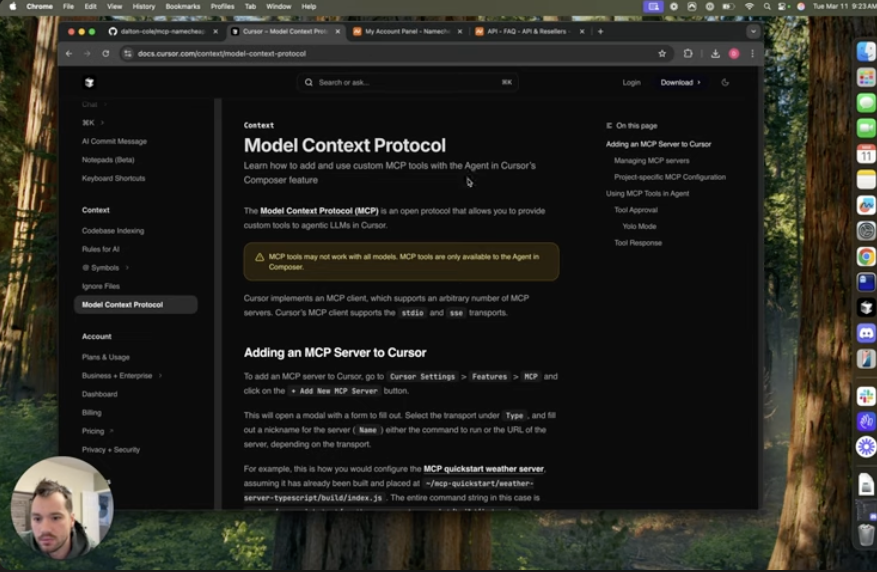 Chrome File Edit View History Bookmarks Profiles Tab Window Help
Tue Mar 11 9:23AM
dalton-cole/mcp-namechea
Cursor – Model Context Prot
My Account Panel - Namech
API - FAQ - API & Resellers -
docs.cursor.com/context/model-context-protocol
Search or ask...
⌘K
Login
Download
Chat
⌘K
AI Commit Message
Notepads (Beta)
Keyboard Shortcuts
Context
Codebase Indexing
Rules for AI
@ Symbols
Ignore Files
Model Context Protocol
Account
Plans & Usage
Business + Enterprise
Dashboard
Billing
Pricing
Privacy + Security
Context
Model Context Protocol
Learn how to add and use custom MCP tools with the Agent in Cursor's
Composer feature
The Model Context Protocol (MCP) is an open protocol that allows you to provide
custom tools to agentic LLMs in Cursor.
MCP tools may not work with all models. MCP tools are only available to the Agent in
Composer.
Cursor implements an MCP client, which supports an arbitrary number of MCP
servers. Cursor's MCP client supports the stdio and sse transports.
Adding an MCP Server to Cursor
To add an MCP server to Cursor, go to Cursor Settings > Features > MCP and
click on the + Add New MCP Server button.
This will open a modal with a form to fill out. Select the transport under Type, and fill
out a nickname for the server (Name) either the command to run or the URL of the
server, depending on the transport.
For example, this is how you would configure the MCP quickstart weather server,
assuming it has already been built and placed at ~/mcp-quickstart/weather-
server-typescript/build/index.js. The entire command string in this case is
On this page
Adding an MCP Server to Cursor
Managing MCP servers
Project-specific MCP Configuration
Using MCP Tools in Agent
Tool Approval
Yolo Mode
Tool Response
11